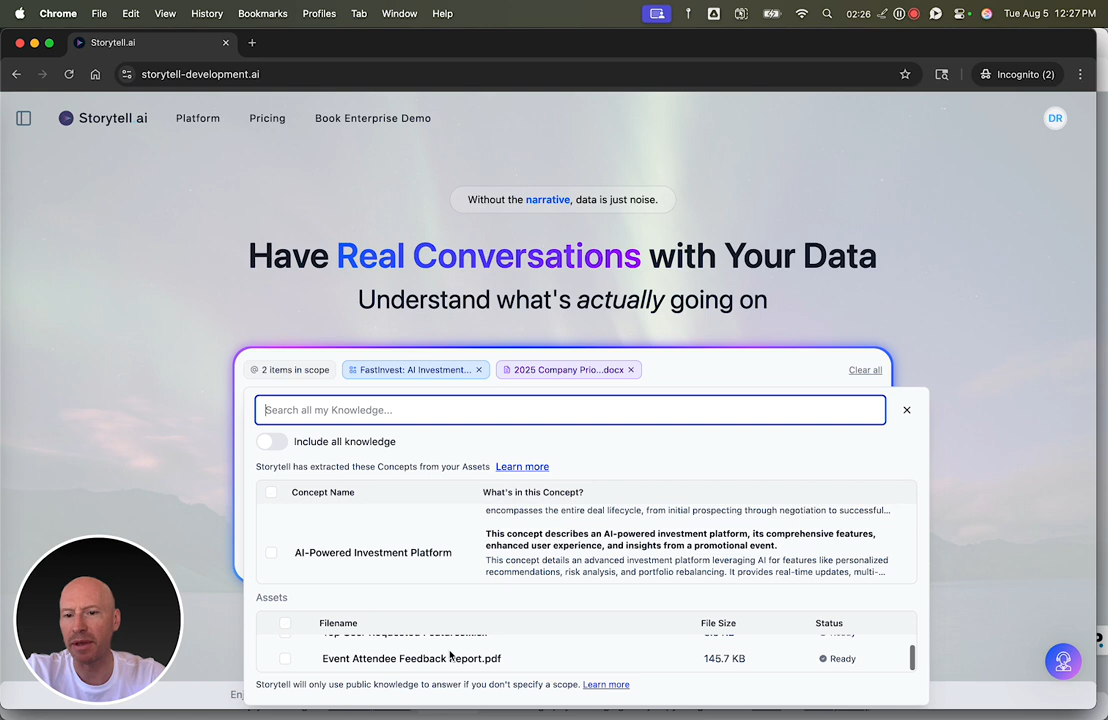 Chrome File Edit View History Bookmarks Profiles Tab Window Help 02:26 Tue Aug 5 12:27 PM
Storytell.ai
storytell-development.ai Incognito (2)
Storytell ai Platform Pricing Book Enterprise Demo DR
Without the narrative, data is just noise.
Have Real Conversations with Your Data
Understand what's actually going on
@ 2 items in scope FastInvest: AI Investment... × 2025 Company Prio...docx × Clear all
Search all my Knowledge...
Include all knowledge
Storytell has extracted these Concepts from your Assets Learn more
Concept Name What's in this Concept?
encompasses the entire deal lifecycle, from initial prospecting through negotiation to successful...
This concept describes an AI-powered investment platform, its comprehensive features,
enhanced user experience, and insights from a promotional event.
AI-Powered Investment Platform
This concept details an advanced investment platform leveraging AI for features like personalized
recommendations, risk analysis, and portfolio rebalancing. It provides real-time updates, multi-...
Assets
Filename File Size Status
Event Attendee Feedback Report.pdf 145.7 KB Ready
Storytell will only use public knowledge to answer if you don't specify a scope. Learn more